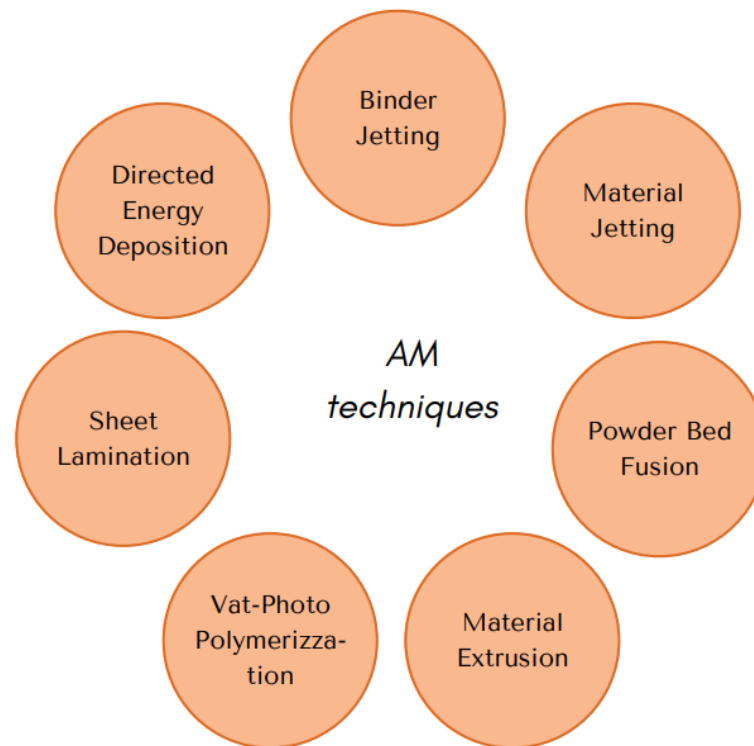 Binder
Jetting
Material
Jetting
Powder Bed
Fusion
Material
Extrusion
Vat-Photo
Polymerizza-
tion
Sheet
Lamination
Directed
Energy
Deposition
AM
techniques